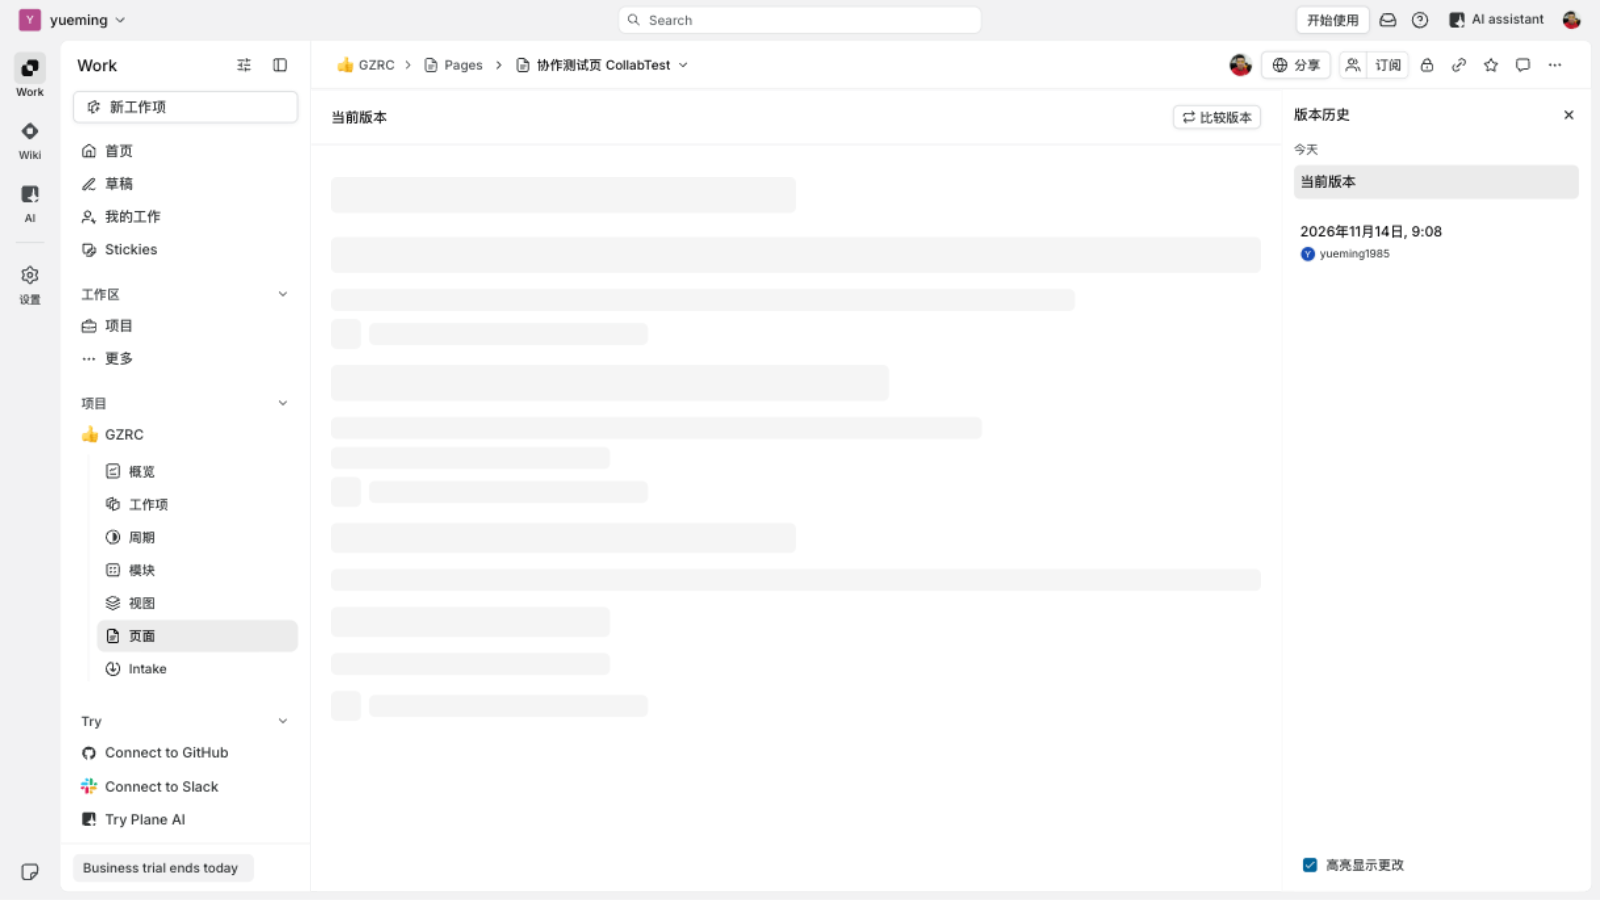 Y yueming
Search
开始使用
AI assistant
Work
Wiki
AI
设置
Work
新工作项
首页
草稿
我的工作
Stickies
工作区
项目
更多
项目
GZRC
概览
工作项
周期
模块
视图
页面
Intake
Try
Connect to GitHub
Connect to Slack
Try Plane AI
Business trial ends today
GZRC
Pages
协作测试页 CollabTest
分享
订阅
当前版本
比较版本
版本历史
今天
当前版本
2026年11月14日, 9:08
Y yueming1985
高亮显示更改